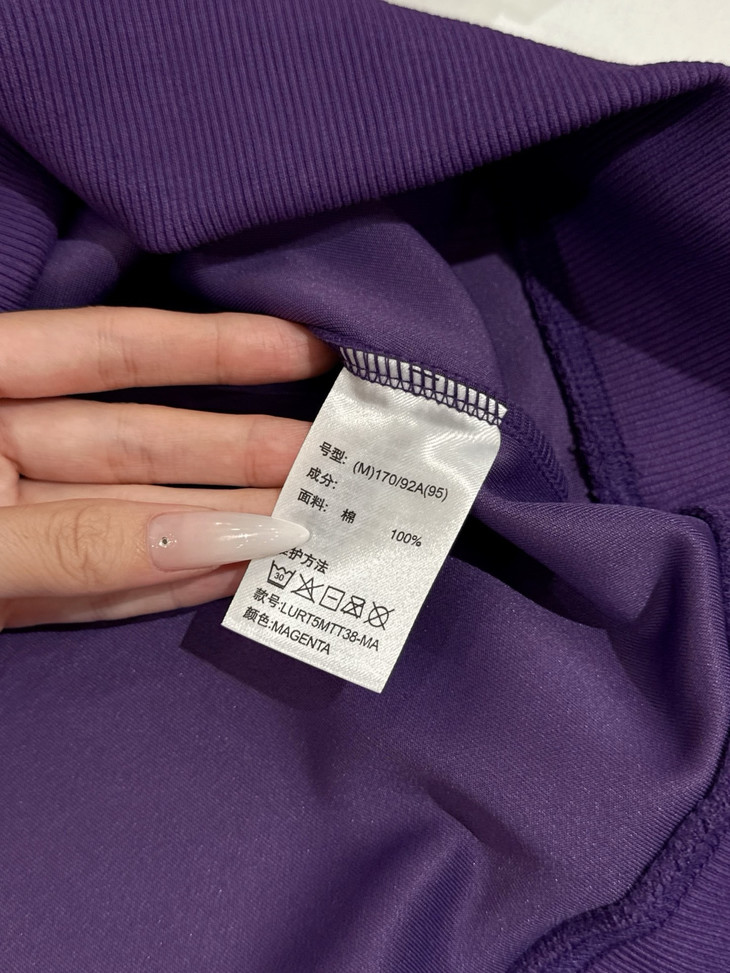 号型: (M)170/92A(95)
成分:
面料: 棉 100%
护方法
30
款号:LURT5MTT38-MA
颜色:MAGENTA